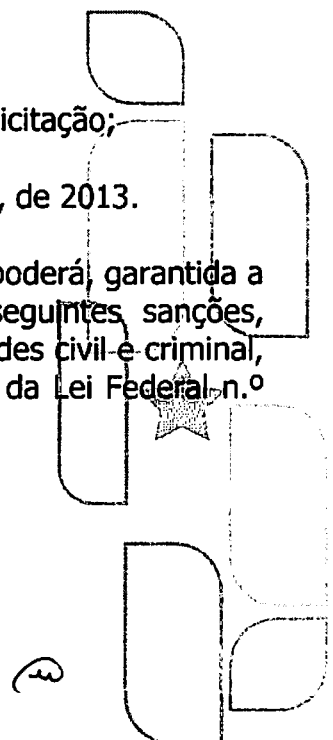 icitação;
, de 2013.
poderá, garantida a
seguintes sanções,
des civil e criminal,
da Lei Federal n.º